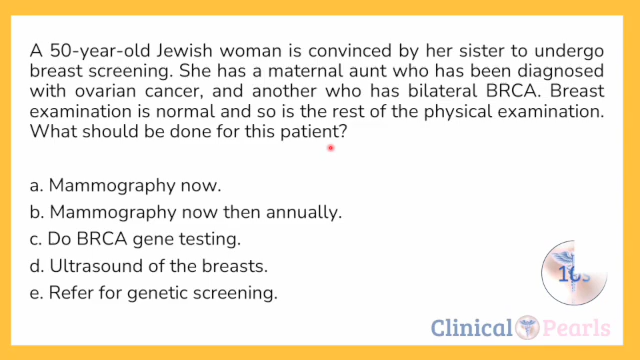 A 50-year-old Jewish woman is convinced by her sister to undergo
breast screening. She has a maternal aunt who has been diagnosed
with ovarian cancer, and another who has bilateral BRCA. Breast
examination is normal and so is the rest of the physical examination.
What should be done for this patient?
a. Mammography now.
b. Mammography now then annually.
c. Do BRCA gene testing.
d. Ultrasound of the breasts.
e. Refer for genetic screening.
Clinical Pearls